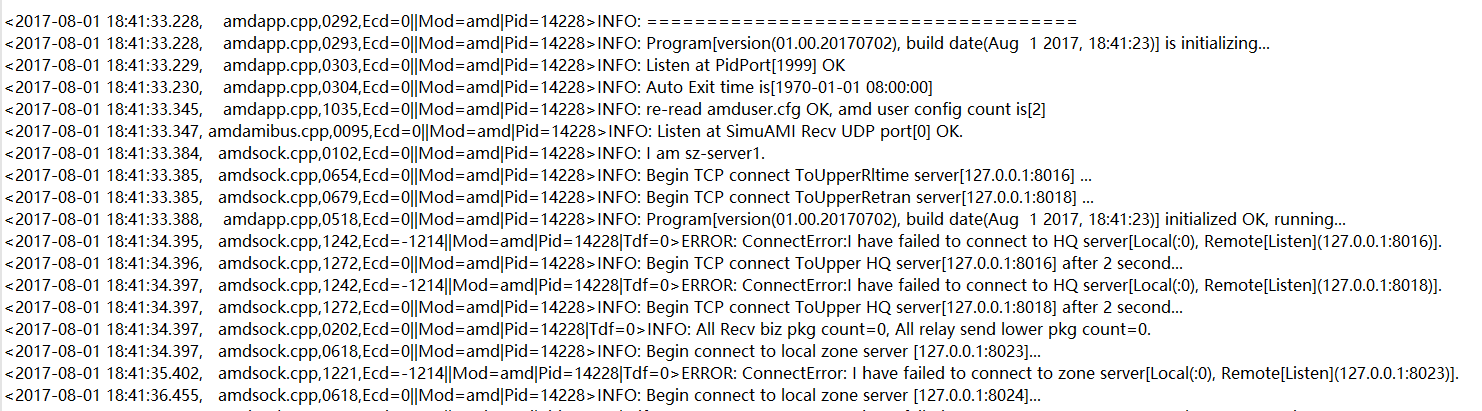 <2017-08-01 18:41:33.228,    amdapp.cpp,0292,Ecd=0||Mod=amd|Pid=14228>INFO: ====================================
<2017-08-01 18:41:33.228,    amdapp.cpp,0293,Ecd=0||Mod=amd|Pid=14228>INFO: Program[version(01.00.20170702), build date(Aug  1 2017, 18:41:23)] is initializing...
<2017-08-01 18:41:33.229,    amdapp.cpp,0303,Ecd=0||Mod=amd|Pid=14228>INFO: Listen at PidPort[1999] OK
<2017-08-01 18:41:33.230,    amdapp.cpp,0304,Ecd=0||Mod=amd|Pid=14228>INFO: Auto Exit time is[1970-01-01 08:00:00]
<2017-08-01 18:41:33.345,    amdapp.cpp,1035,Ecd=0||Mod=amd|Pid=14228>INFO: re-read amduser.cfg OK, amd user config count is[2]
<2017-08-01 18:41:33.347, amdamibus.cpp,0095,Ecd=0||Mod=amd|Pid=14228>INFO: Listen at SimuAMI Recv UDP port[0] OK.
<2017-08-01 18:41:33.384,   amdsock.cpp,0102,Ecd=0||Mod=amd|Pid=14228>INFO: I am sz-server1.
<2017-08-01 18:41:33.385,   amdsock.cpp,0654,Ecd=0||Mod=amd|Pid=14228>INFO: Begin TCP connect ToUpperRltime server[127.0.0.1:8016] ...
<2017-08-01 18:41:33.385,   amdsock.cpp,0679,Ecd=0||Mod=amd|Pid=14228>INFO: Begin TCP connect ToUpperRetran server[127.0.0.1:8018] ...
<2017-08-01 18:41:33.388,    amdapp.cpp,0518,Ecd=0||Mod=amd|Pid=14228>INFO: Program[version(01.00.20170702), build date(Aug  1 2017, 18:41:23)] initialized OK, running...
<2017-08-01 18:41:34.395,   amdsock.cpp,1242,Ecd=-1214||Mod=amd|Pid=14228|Tdf=0>ERROR: ConnectError:I have failed to connect to HQ server[Local(:0), Remote[Listen](127.0.0.1:8016)].
<2017-08-01 18:41:34.396,   amdsock.cpp,1272,Ecd=0||Mod=amd|Pid=14228>INFO: Begin TCP connect ToUpper HQ server[127.0.0.1:8016] after 2 second...
<2017-08-01 18:41:34.397,   amdsock.cpp,1242,Ecd=-1214||Mod=amd|Pid=14228|Tdf=0>ERROR: ConnectError:I have failed to connect to HQ server[Local(:0), Remote[Listen](127.0.0.1:8018)].
<2017-08-01 18:41:34.397,   amdsock.cpp,1272,Ecd=0||Mod=amd|Pid=14228>INFO: Begin TCP connect ToUpper HQ server[127.0.0.1:8018] after 2 second...
<2017-08-01 18:41:34.397,   amdsock.cpp,0202,Ecd=0||Mod=amd|Pid=14228|Tdf=0>INFO: All Recv biz pkg count=0, All relay send lower pkg count=0.
<2017-08-01 18:41:34.397,   amdsock.cpp,0618,Ecd=0||Mod=amd|Pid=14228>INFO: Begin connect to local zone server [127.0.0.1:8023]...
<2017-08-01 18:41:35.402,   amdsock.cpp,1221,Ecd=-1214||Mod=amd|Pid=14228|Tdf=0>ERROR: ConnectError: I have failed to connect to zone server[Local(:0), Remote[Listen](127.0.0.1:8023)].
<2017-08-01 18:41:36.455,   amdsock.cpp,0618,Ecd=0||Mod=amd|Pid=14228>INFO: Begin connect to local zone server [127.0.0.1:8024]...